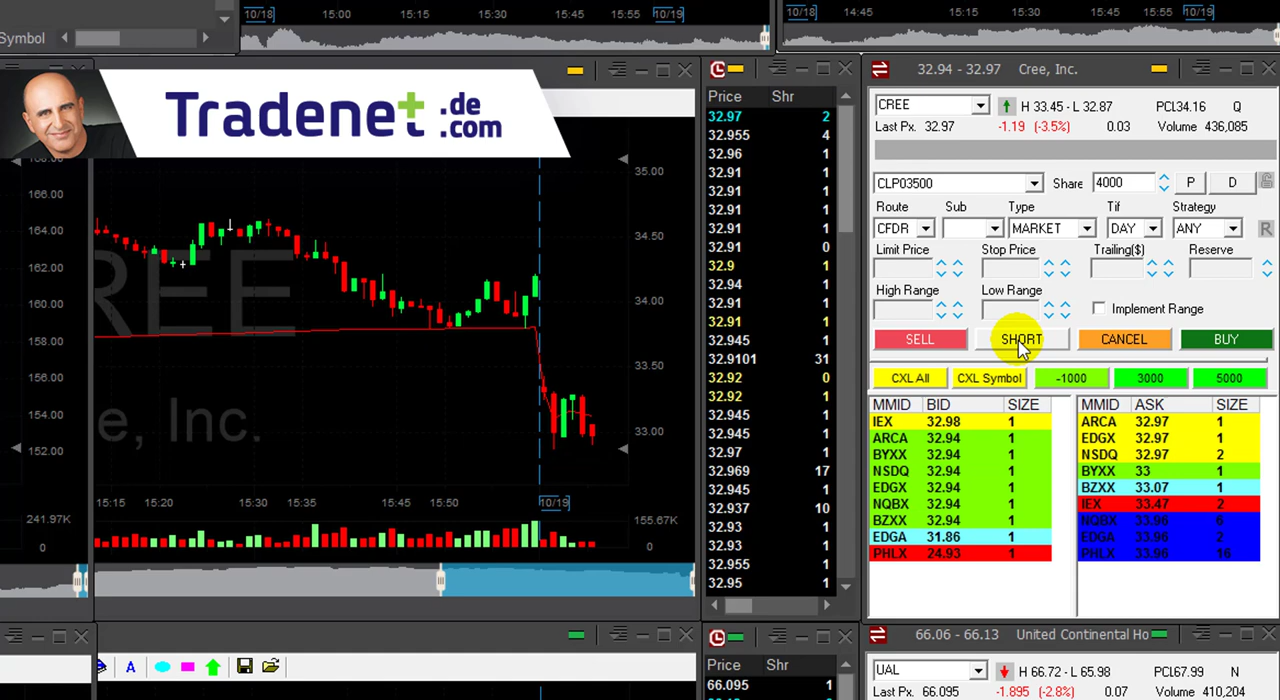 10/18 15:00 15:15 15:30 15:45 15:55 10/19
10/18 14:45 15:15 15:30 15:45 15:55 10/19
Symbol
Tradenet .de .com
166.00
164.00
162.00
160.00
158.00
156.00
154.00
152.00
241.97K
0
CREE
e, Inc.
35.00
34.50
34.00
33.50
33.00
15:15 15:20 15:30 15:35 15:45 15:50 10/19
155.67K
0
A
Price Shr
32.97 2
32.955 4
32.96 1
32.91 1
32.91 1
32.91 1
32.91 1
32.91 0
32.9 1
32.94 1
32.91 1
32.91 1
32.945 1
32.9101 31
32.92 0
32.92 1
32.945 1
32.945 1
32.97 1
32.969 17
32.945 1
32.937 10
32.93 1
32.93 1
32.955 1
32.95 1
Price Shr
66.095 1
32.94 - 32.97 Cree, Inc.
CREE H 33.45 - L 32.87 PCL34.16 Q
Last Px. 32.97 -1.19 (-3.5%) 0.03 Volume 436,085
CLP03500 Share 4000 P D
Route Sub Type Tif Strategy
CFDR MARKET DAY ANY R
Limit Price Stop Price Trailing($) Reserve
High Range Low Range
Implement Range
SELL SHORT CANCEL BUY
CXL All CXL Symbol -1000 3000 5000
MMID BID SIZE MMID ASK SIZE
IEX 32.98 1 ARCA 32.97 1
ARCA 32.94 1 EDGX 32.97 1
BYXX 32.94 1 NSDQ 32.97 2
NSDQ 32.94 1 BYXX 33 1
EDGX 32.94 1 BZXX 33.07 1
NQBX 32.94 1 IEX 33.47 2
BZXX 32.94 1 NQBX 33.96 6
EDGA 31.86 1 EDGA 33.96 2
PHLX 24.93 1 PHLX 33.96 16
66.06 - 66.13 United Continental Ho
UAL H 66.72 - L 65.98 PCL67.99 N
Last Px. 66.095 -1.895 (-2.8%) 0.07 Volume 410,204